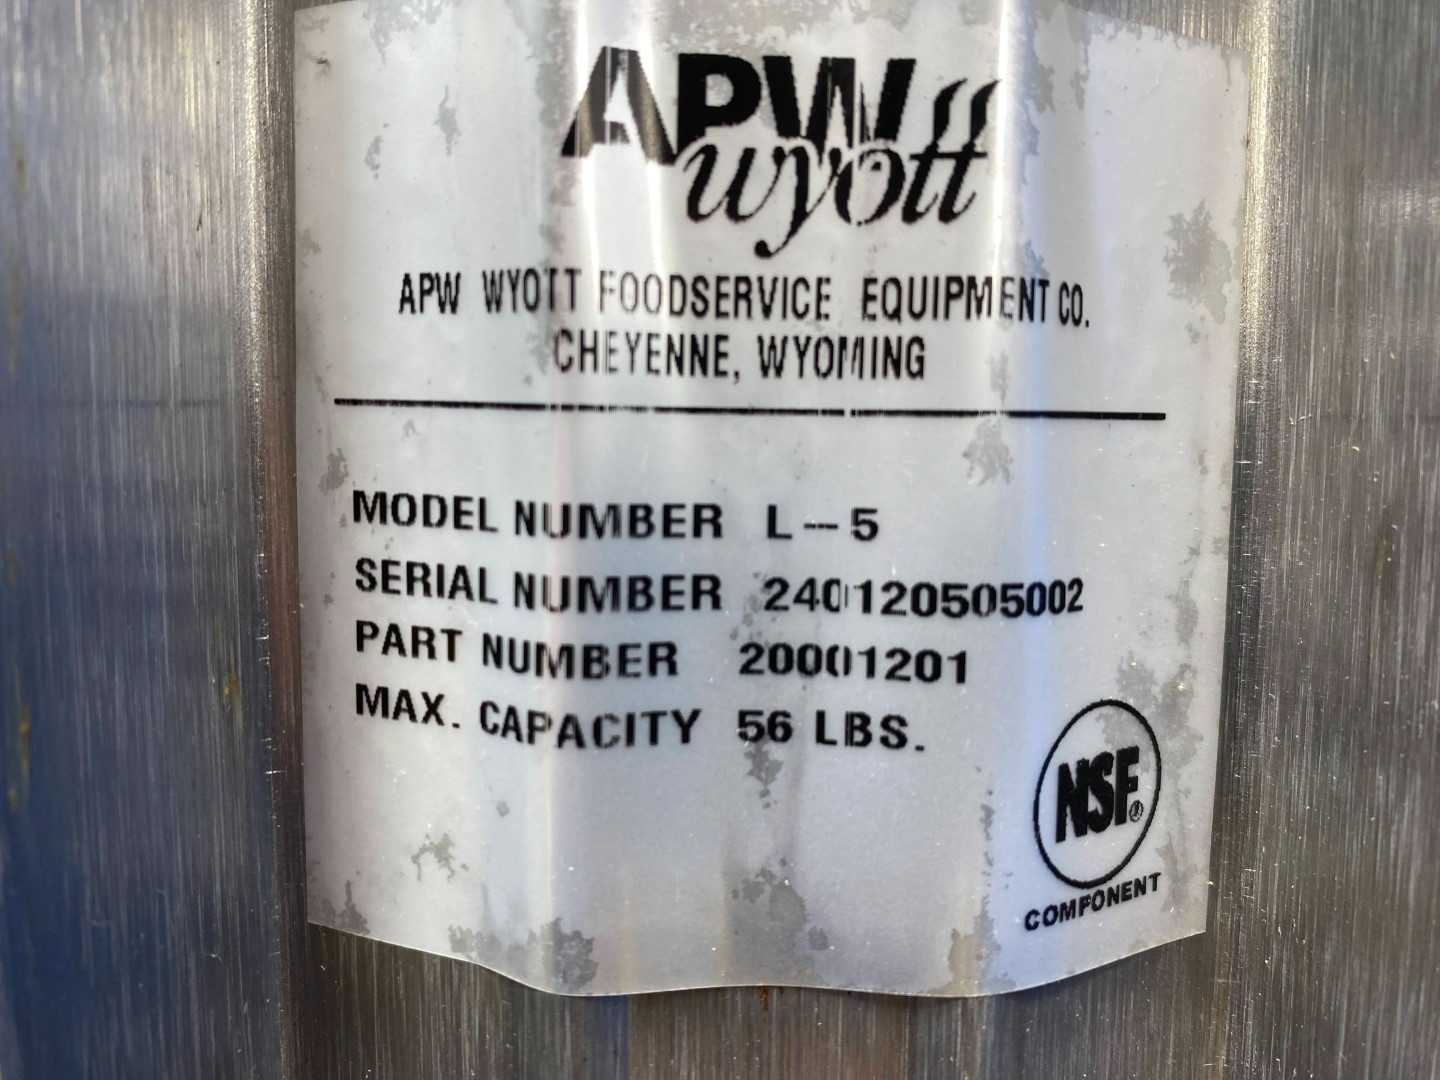 APW
wyott
APW WYOTT FOODSERVICE EQUIPMENT CO.
CHEYENNE, WYOMING
MODEL NUMBER L--5
SERIAL NUMBER 240120505002
PART NUMBER 20001201
MAX. CAPACITY 56 LBS.
NSF®
COMPONENT